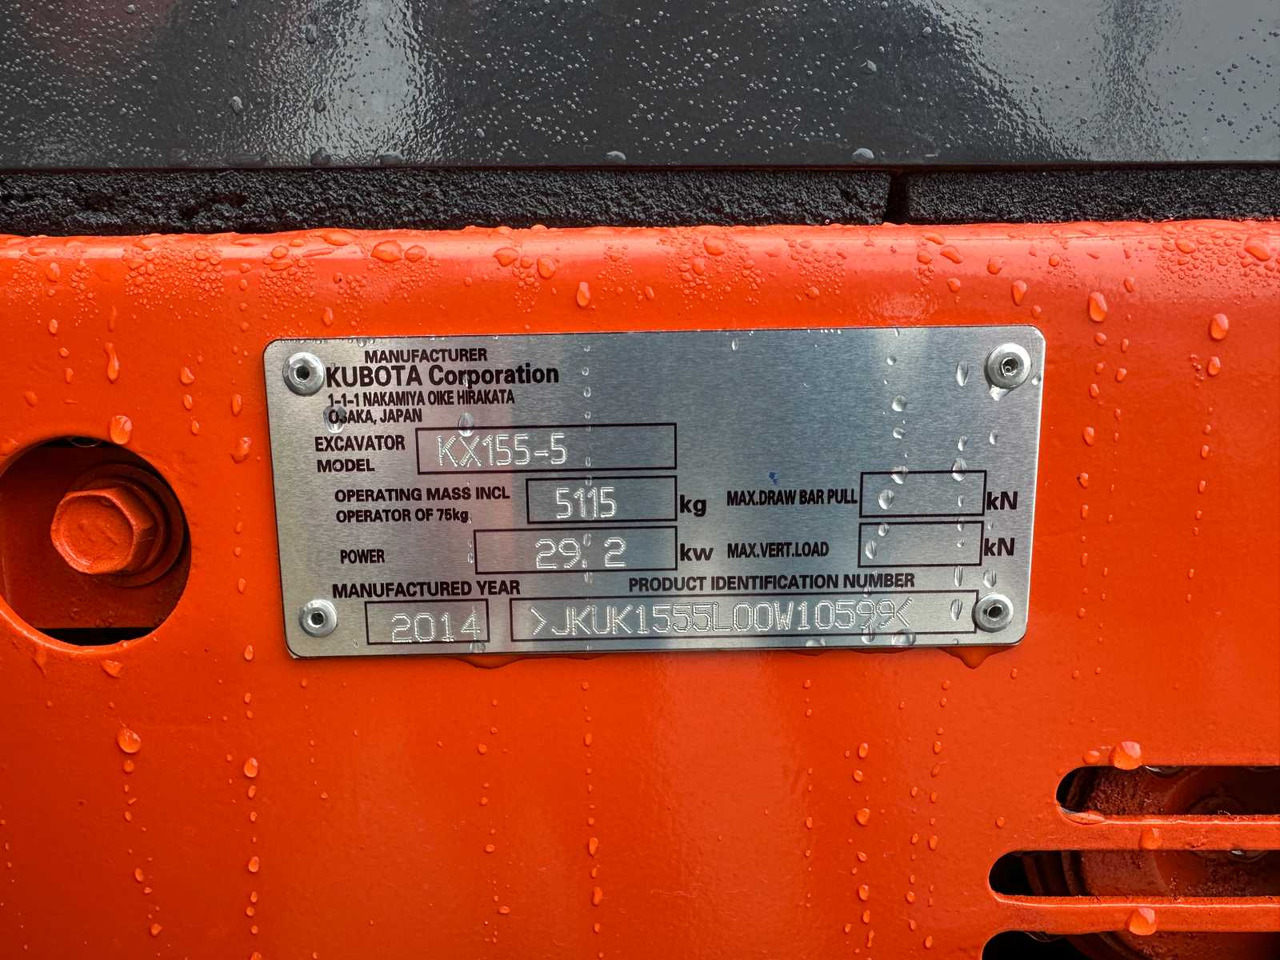 MANUFACTURER
KUBOTA Corporation
1-1-1 NAKAMIYA OIKE HIRAKATA
OSAKA, JAPAN
EXCAVATOR
MODEL
KX155-5
OPERATING MASS INCL
OPERATOR OF 75kg
5115
kg
MAX.DRAW BAR PULL
kN
POWER
29.2
kw
MAX.VERT.LOAD
kN
MANUFACTURED YEAR
PRODUCT IDENTIFICATION NUMBER
2014
>JKUK1555L00W10599<